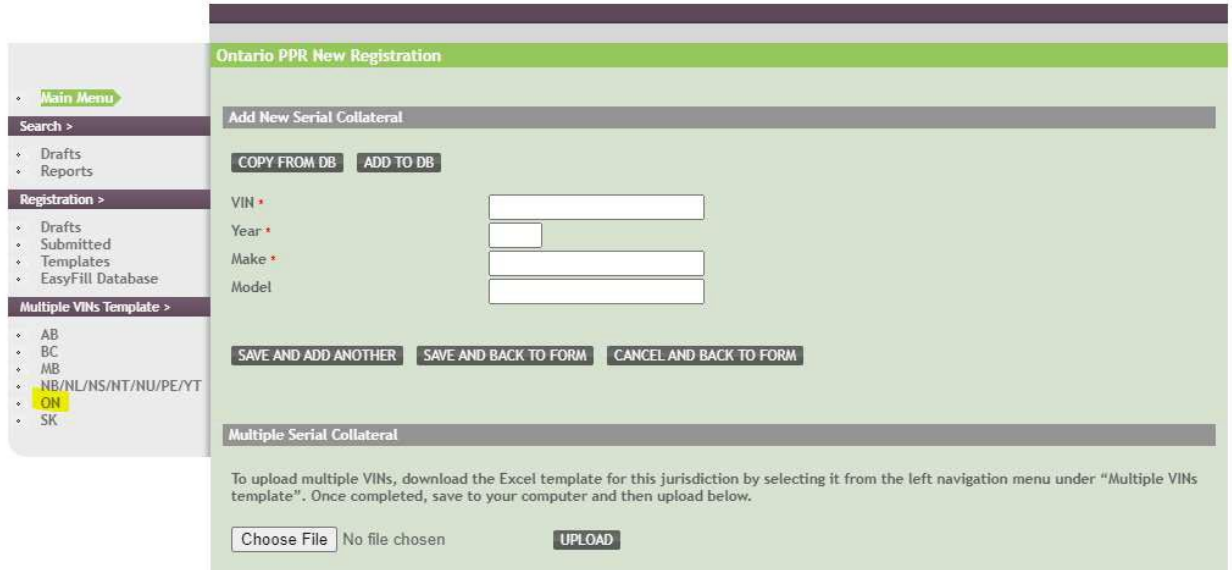 Main Menu
Search >
Drafts
Reports
Registration >
Drafts
Submitted
Templates
EasyFill Database
Multiple VINs Template >
AB
BC
MB
NB/NL/NS/NT/NU/PE/YT
ON
SK
Ontario PPR New Registration
Add New Serial Collateral
COPY FROM DB ADD TO DB
VIN *
Year *
Make *
Model
SAVE AND ADD ANOTHER SAVE AND BACK TO FORM CANCEL AND BACK TO FORM
Multiple Serial Collateral
To upload multiple VINs, download the Excel template for this jurisdiction by selecting it from the left navigation menu under “Multiple VINs
template”. Once completed, save to your computer and then upload below.
Choose File No file chosen UPLOAD